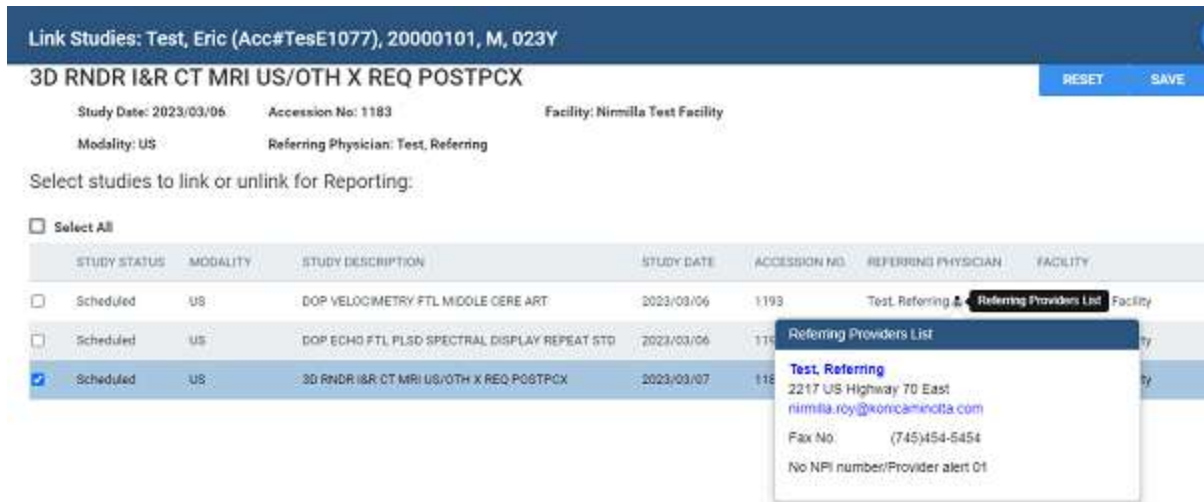 Link Studies: Test, Eric (Acc#TesE1077), 20000101, M, 023Y
3D RNDR I&R CT MRI US/OTH X REQ POSTPCX
RESET SAVE
Study Date: 2023/03/06 Accession No: 1183 Facility: Nirmilla Test Facility
Modality: US Referring Physician: Test, Referring
Select studies to link or unlink for Reporting:
Select All
STUDY STATUS MODALITY STUDY DESCRIPTION STUDY DATE ACCESSION NO. REFERRING PHYSICIAN FACILITY
Scheduled US DOP VELOCIMETRY FTL MIDDLE CERE ART 2023/03/06 1193 Test, Referring Referring Providers List Facility
Scheduled US DOP ECHO FTL PLSD SPECTRAL DISPLAY REPEAT STD 2023/03/06
Scheduled US 3D RNDR I&R CT MRI US/OTH X REQ POSTPCX 2023/03/07
Referring Providers List
Test, Referring
2217 US Highway 70 East
nirmilla.roy@konicaminolta.com
Fax No. (745)454-5454
No NPI number/Provider alert 01